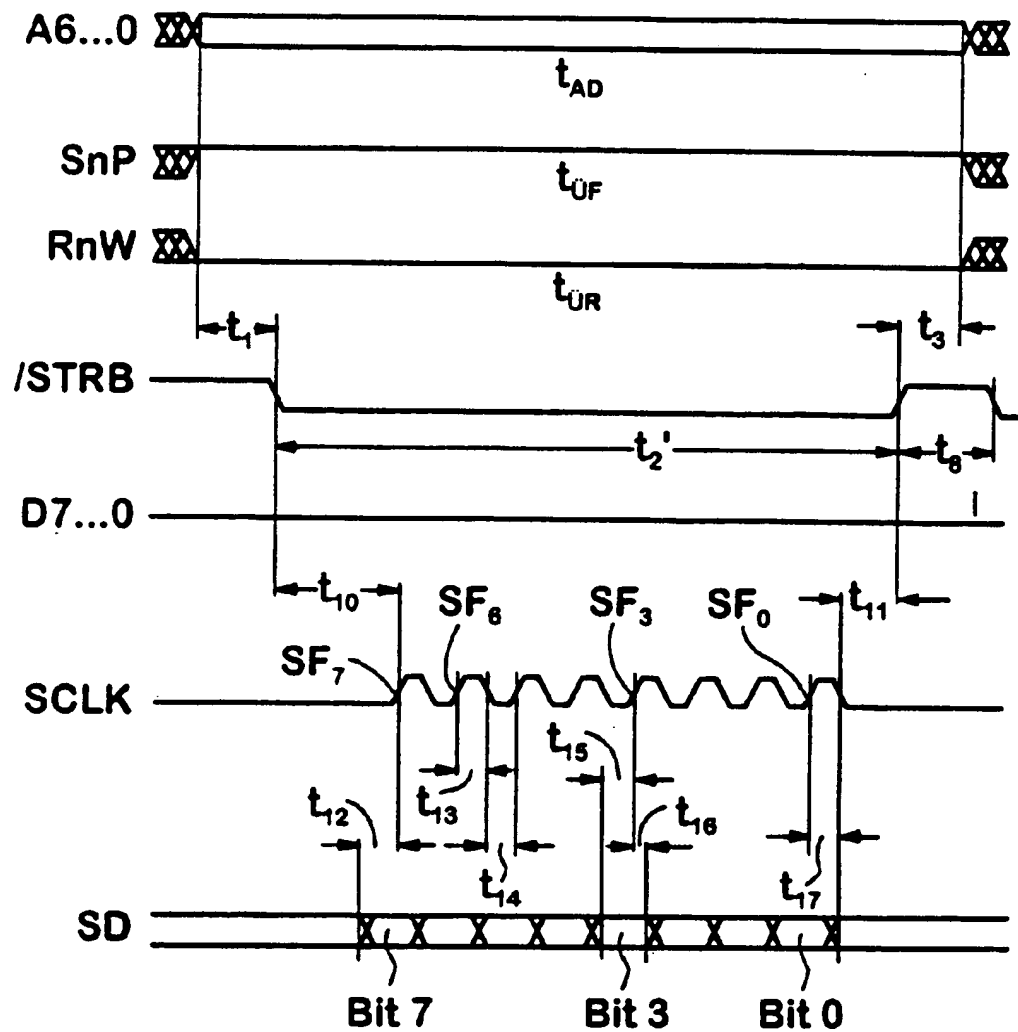 A6...0
t_AD
SnP
t_ÜF
RnW
t_ÜR
t_1
t_3
/STRB
t_2'
t_8
D7...0
t_10
SF_6
SF_3
SF_0
t_11
SF_7
SCLK
t_15
t_13
t_12
t_16
t_14
t_17
SD
Bit 7
Bit 3
Bit 0